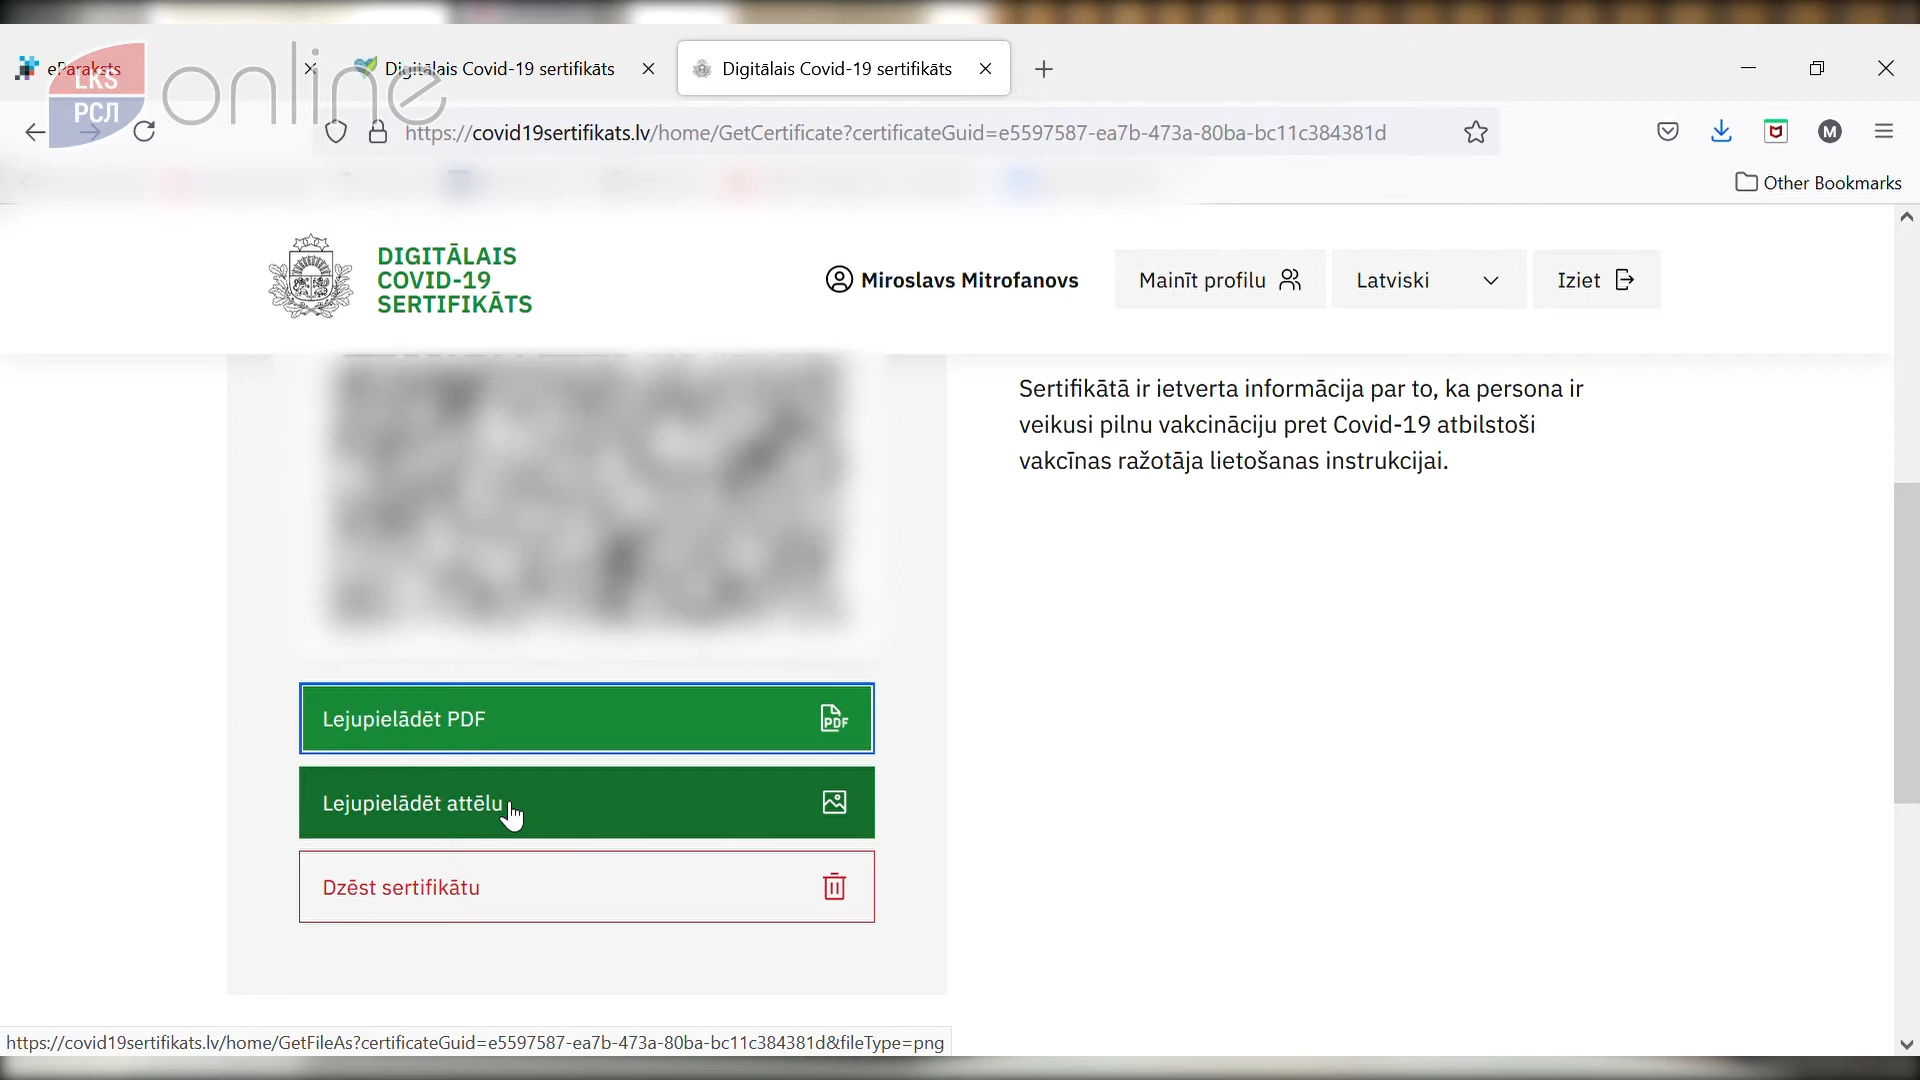 eParaksts
Digitālais Covid-19 sertifikāts
Digitālais Covid-19 sertifikāts
LKS
РСЛ
online
https://covid19sertifikats.lv/home/GetCertificate?certificateGuid=e5597587-ea7b-473a-80ba-bc11c384381d
M
Other Bookmarks
DIGITĀLAIS
COVID-19
SERTIFIKĀTS
Miroslavs Mitrofanovs
Mainīt profilu
Latviski
Iziet
Sertifikātā ir ietverta informācija par to, ka persona ir
veikusi pilnu vakcināciju pret Covid-19 atbilstoši
vakcīnas ražotāja lietošanas instrukcijai.
Lejupielādēt PDF
PDF
Lejupielādēt attēlu
Dzēst sertifikātu
https://covid19sertifikats.lv/home/GetFileAs?certificateGuid=e5597587-ea7b-473a-80ba-bc11c384381d&fileType=png